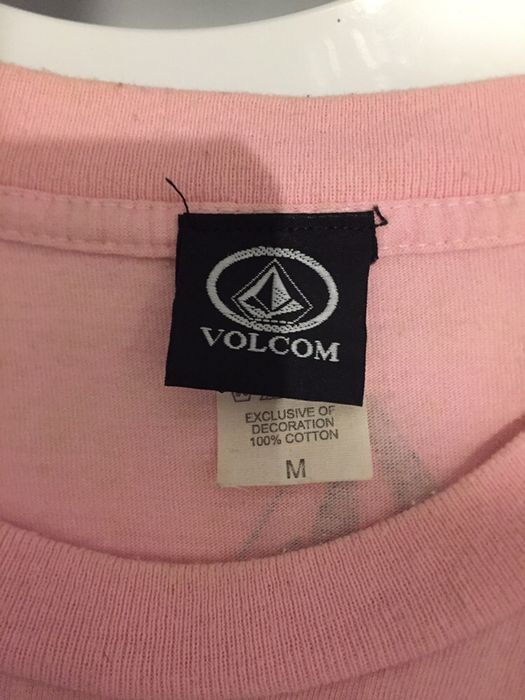 VOLCOM
EXCLUSIVE OF
DECORATION
100% COTTON
M